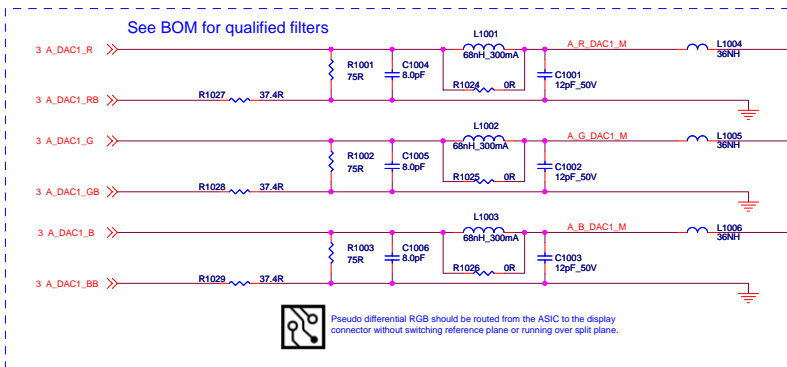 See BOM for qualified filters
3 A_DAC1_R
L1001
68nH_300mA
A_R_DAC1_M
L1004
36NH
R1001
75R
C1004
8.0pF
R1024 0R
C1001
12pF_50V
3 A_DAC1_RB
R1027 37.4R
3 A_DAC1_G
L1002
68nH_300mA
A_G_DAC1_M
L1005
36NH
R1002
75R
C1005
8.0pF
R1025 0R
C1002
12pF_50V
3 A_DAC1_GB
R1028 37.4R
3 A_DAC1_B
L1003
68nH_300mA
A_B_DAC1_M
L1006
36NH
R1003
75R
C1006
8.0pF
R1026 0R
C1003
12pF_50V
3 A_DAC1_BB
R1029 37.4R
Pseudo differential RGB should be routed from the ASIC to the display
connector without switching reference plane or running over split plane.